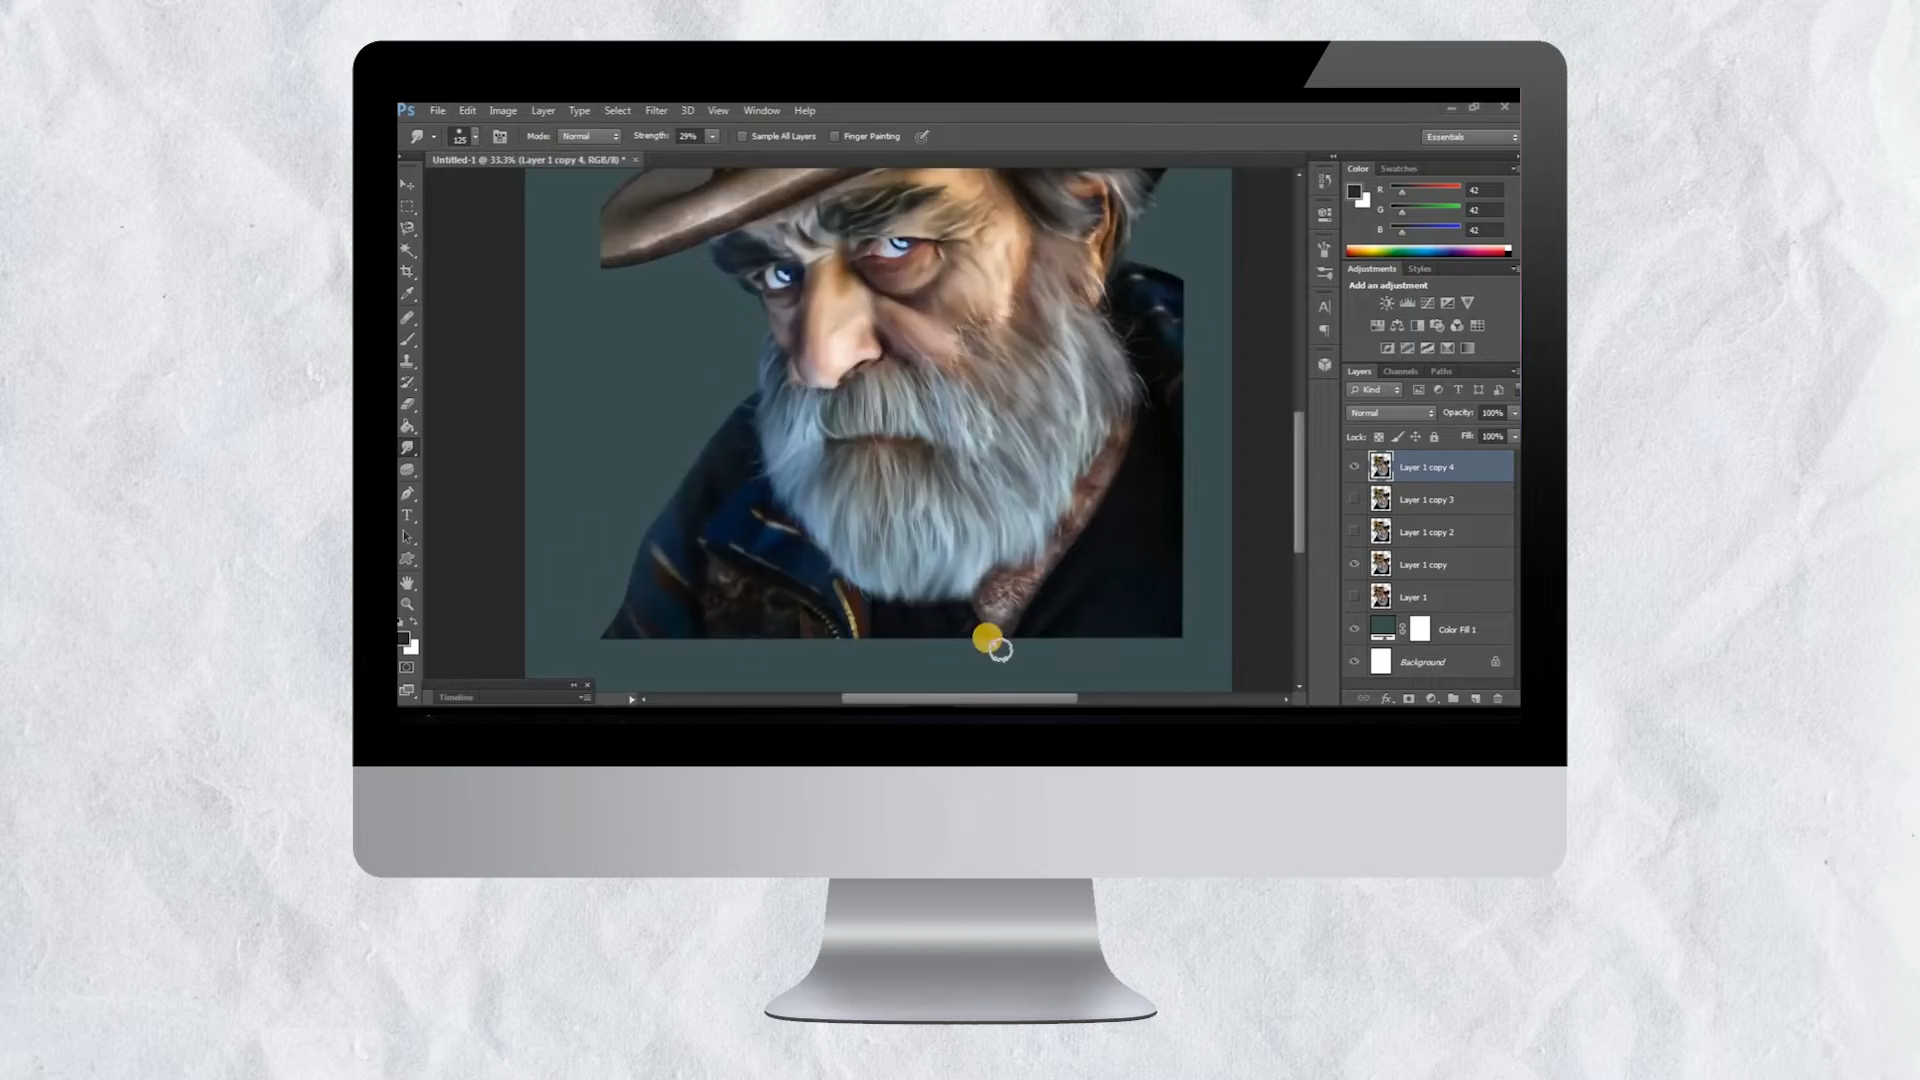 Ps File Edit Image Layer Type Select Filter 3D View Window Help
125 Mode: Normal Strength: 29% Sample All Layers Finger Painting Essentials
Untitled-1 @ 33.3% (Layer 1 copy 4, RGB/8) * ×
Color Swatches
R 42
G 42
B 42
Adjustments Styles
Add an adjustment
Layers Channels Paths
Kind
Normal Opacity: 100%
Lock: Fill: 100%
Layer 1 copy 4
Layer 1 copy 3
Layer 1 copy 2
Layer 1 copy
Layer 1
Color Fill 1
Background
Timeline